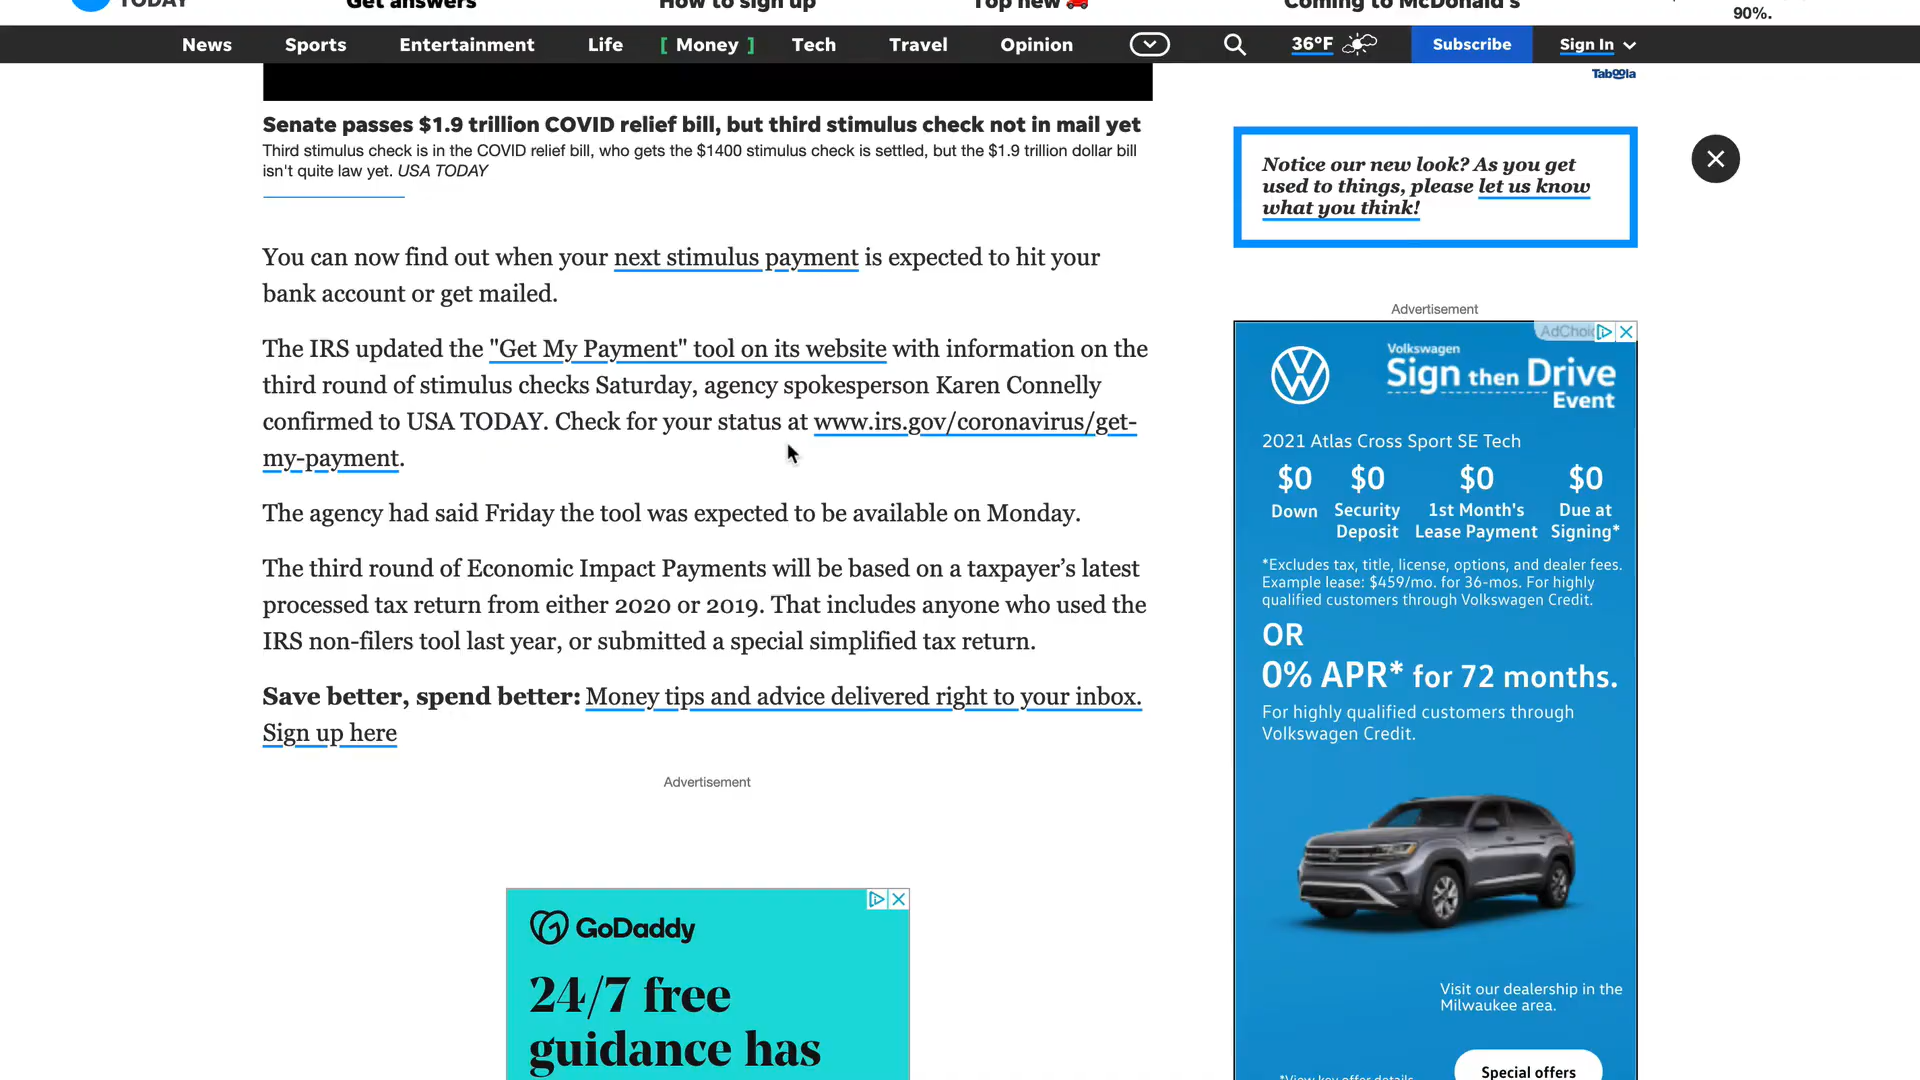 TODAY
Get answers
How to sign up
Top new
Coming to McDonald's
90%.
News Sports Entertainment Life [ Money ] Tech Travel Opinion 36°F Subscribe Sign In
Taboola
Senate passes $1.9 trillion COVID relief bill, but third stimulus check not in mail yet
Third stimulus check is in the COVID relief bill, who gets the $1400 stimulus check is settled, but the $1.9 trillion dollar bill
isn't quite law yet. USA TODAY
You can now find out when your next stimulus payment is expected to hit your
bank account or get mailed.
The IRS updated the "Get My Payment" tool on its website with information on the
third round of stimulus checks Saturday, agency spokesperson Karen Connelly
confirmed to USA TODAY. Check for your status at www.irs.gov/coronavirus/get-
my-payment.
The agency had said Friday the tool was expected to be available on Monday.
The third round of Economic Impact Payments will be based on a taxpayer’s latest
processed tax return from either 2020 or 2019. That includes anyone who used the
IRS non-filers tool last year, or submitted a special simplified tax return.
Save better, spend better: Money tips and advice delivered right to your inbox.
Sign up here
Advertisement
GoDaddy
24/7 free
guidance has
Notice our new look? As you get
used to things, please let us know
what you think!
Advertisement
AdChoic
Volkswagen
Sign then Drive
Event
2021 Atlas Cross Sport SE Tech
$0 $0 $0 $0
Down Security 1st Month's Due at
Deposit Lease Payment Signing*
*Excludes tax, title, license, options, and dealer fees.
Example lease: $459/mo. for 36-mos. For highly
qualified customers through Volkswagen Credit.
OR
0% APR* for 72 months.
For highly qualified customers through
Volkswagen Credit.
Visit our dealership in the
Milwaukee area.
Special offers
*View key offer details